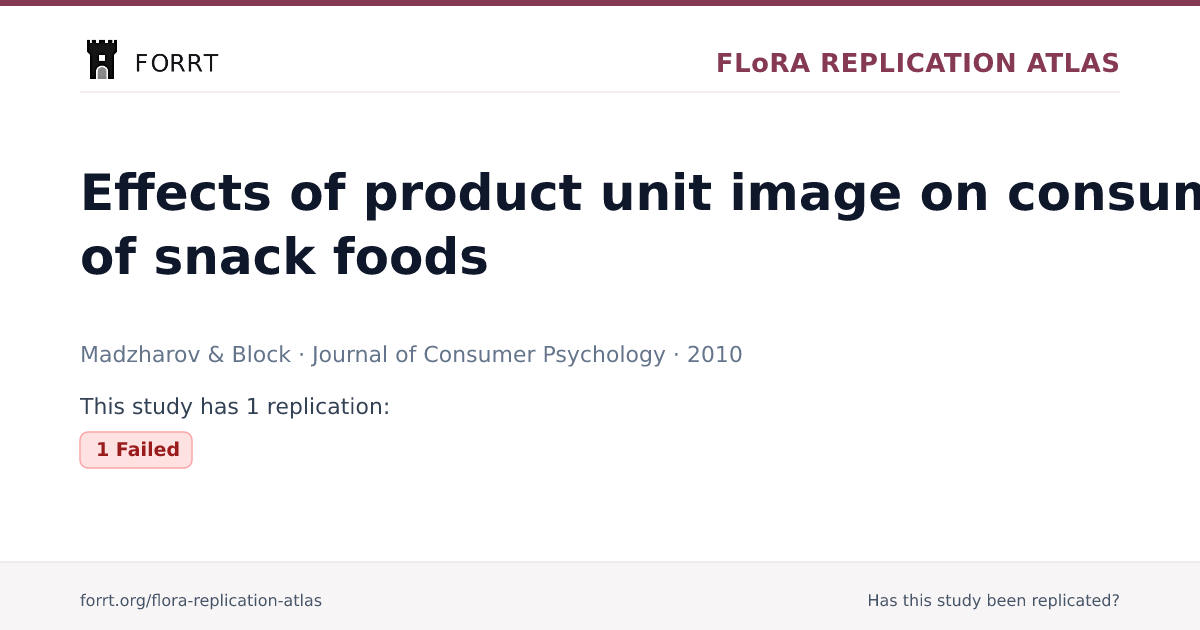 FORRT
FLoRA REPLICATION ATLAS
Effects of product unit image on
of snack foods
Madzharov & Block · Journal of Consumer Psychology · 2010
This study has 1 replication:
1 Failed
forrt.org/flora-replication-atlas
Has this study been replicated?